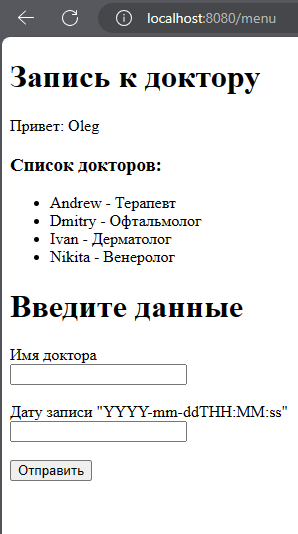 localhost:8080/menu
Запись к доктору
Привет: Oleg
Список докторов:
Andrew - Терапевт
Dmitry - Офтальмолог
Ivan - Дерматолог
Nikita - Венеролог
Введите данные
Имя доктора
Дату записи "YYYY-mm-ddTHH:MM:ss"
Отправить